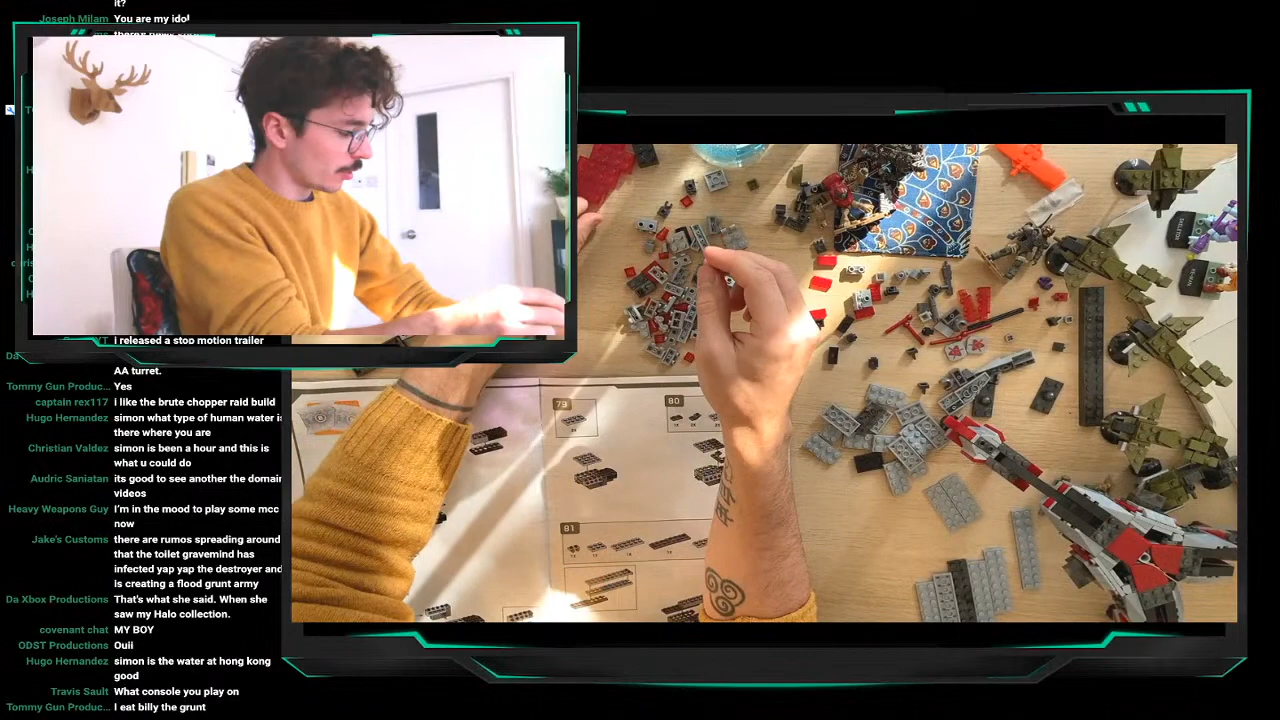 it?
Joseph Milam You are my idol
i released a stop motion trailer
AA turret.
Tommy Gun Produc... Yes
captain rex117 i like the brute chopper raid build
Hugo Hernandez simon what type of human water is
there where you are
Christian Valdez simon is been a hour and this is
what u could do
Audric Saniatan its good to see another the domain
videos
Heavy Weapons Guy I'm in the mood to play some mcc
now
Jake's Customs there are rumos spreading around
that the toilet gravemind has
infected yap yap the destroyer and
is creating a flood grunt army
Da Xbox Productions That's what she said. When she
saw my Halo collection.
covenant chat MY BOY
ODST Productions Ouii
Hugo Hernandez simon is the water at hong kong
good
Travis Sault What console you play on
Tommy Gun Produc... I eat billy the grunt
79
80
81